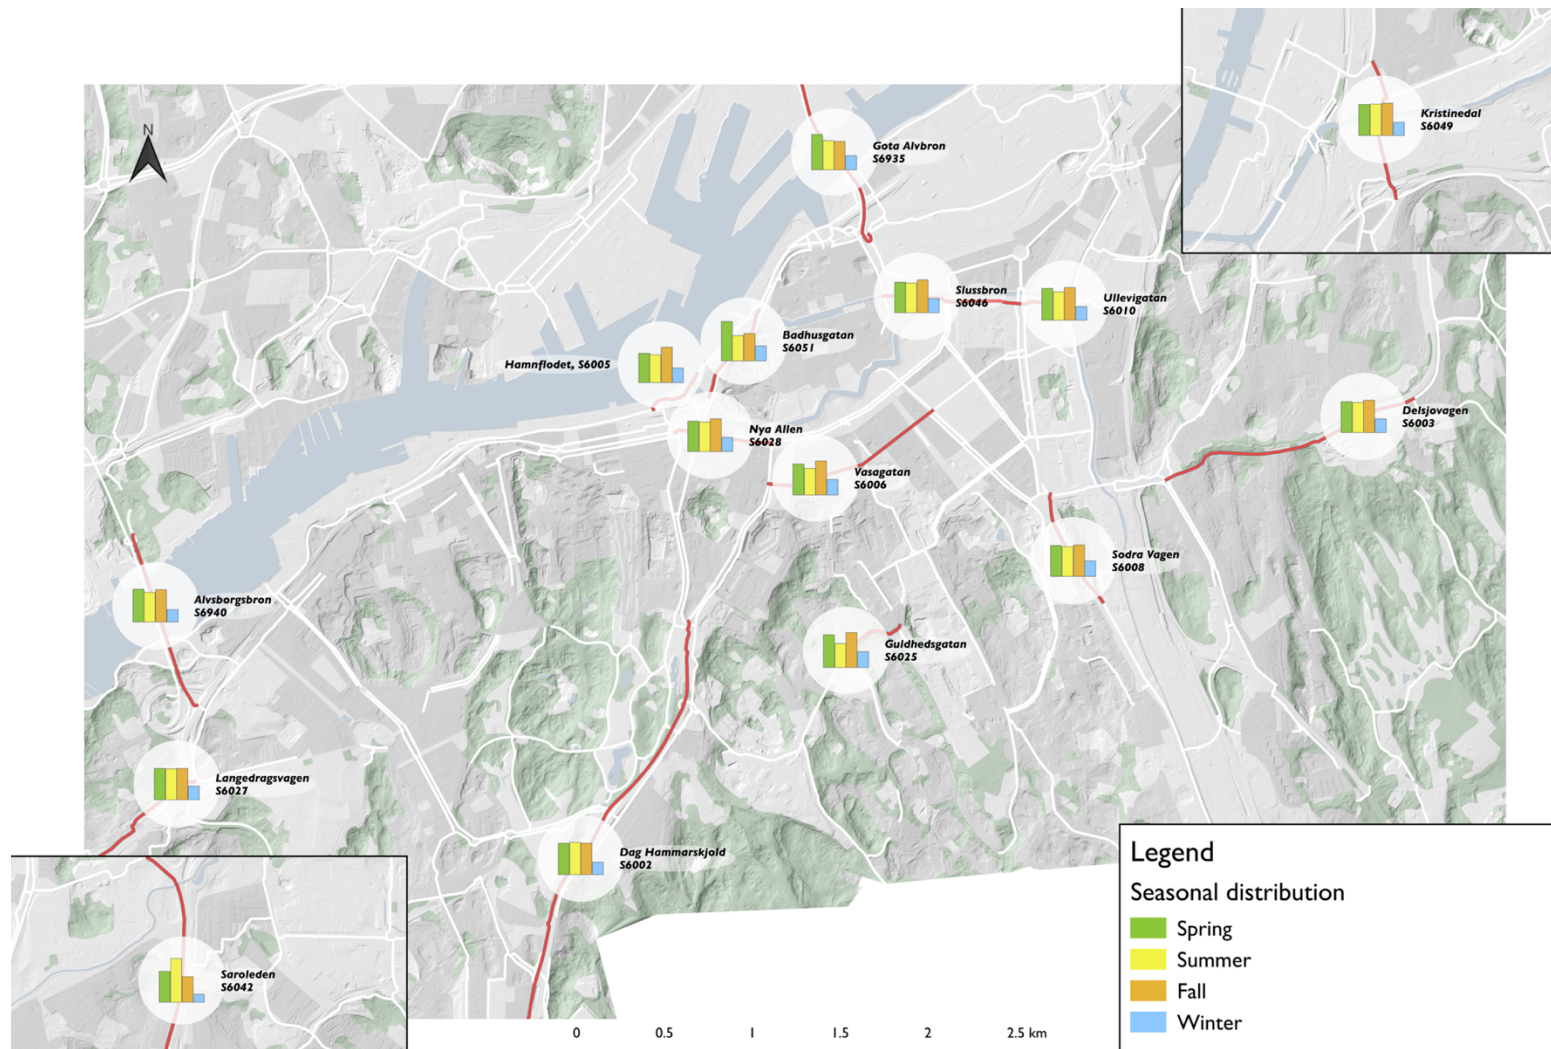 N
Kristinedal
S6049
Gota Alvbron
S6935
Slussbron
S6046
Ullevigatan
S6010
Badhusgatan
S6051
Hamnflodet, S6005
Delsjovagen
S6003
Nya Allen
S6028
Vasagatan
S6006
Sodra Vagen
S6008
Alvsborgsbron
S6940
Guldhedsgatan
S6025
Langedragsvagen
S6027
Dag Hammarskjold
S6002
Saroleden
S6042
Legend
Seasonal distribution
Spring
Summer
Fall
Winter
0 0.5 1 1.5 2 2.5 km